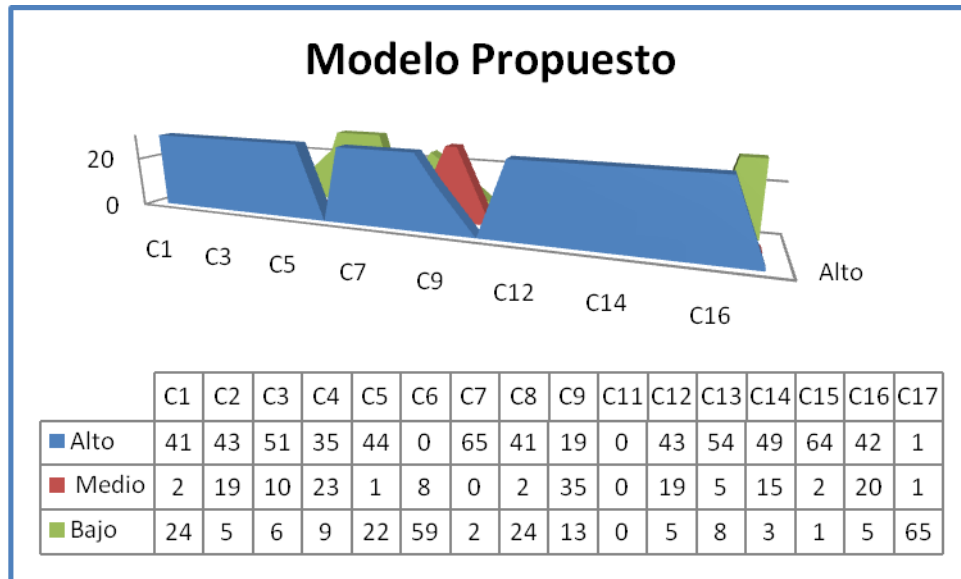 Modelo Propuesto
20
0
C1 C3 C5 C7 C9 C12 C14 C16
Alto
C1 C2 C3 C4 C5 C6 C7 C8 C9 C11 C12 C13 C14 C15 C16 C17
Alto 41 43 51 35 44 0 65 41 19 0 43 54 49 64 42 1
Medio 2 19 10 23 1 8 0 2 35 0 19 5 15 2 20 1
Bajo 24 5 6 9 22 59 2 24 13 0 5 8 3 1 5 65